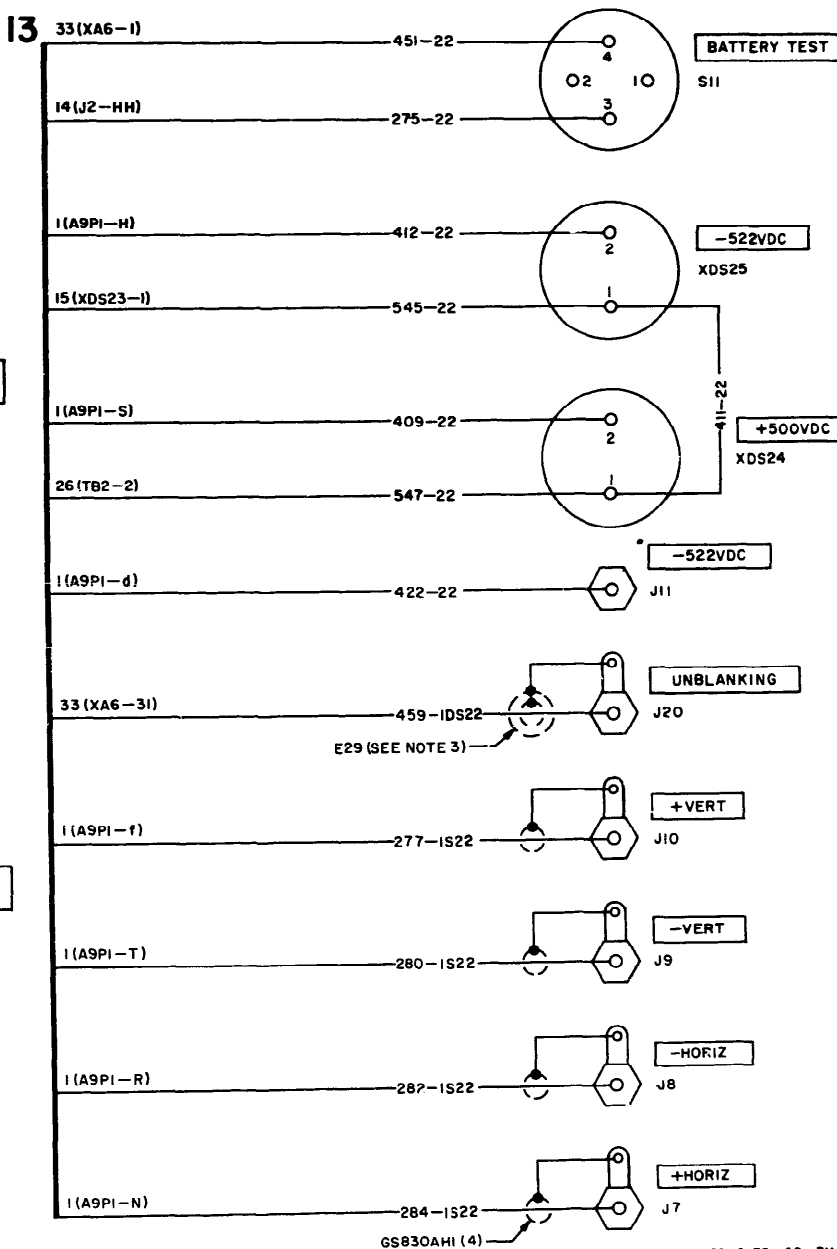 13
33(XA6-1)
451-22
4
BATTERY TEST
2
1
S11
14(J2-HH)
275-22
3
1(A9P1-H)
412-22
2
-522VDC
XDS25
15(XDS23-1)
545-22
1
411-22
1(A9P1-S)
409-22
2
+500VDC
XDS24
26(TB2-2)
547-22
1
-522VDC
1(A9P1-d)
422-22
J11
UNBLANKING
33(XA6-31)
459-1DS22
J20
E29 (SEE NOTE 3)
+VERT
1(A9P1-f)
277-1S22
J10
-VERT
1(A9P1-T)
280-1S22
J9
-HORIZ
1(A9P1-R)
282-1S22
J8
+HORIZ
1(A9P1-N)
284-1S22
J7
GS830AH1 (4)